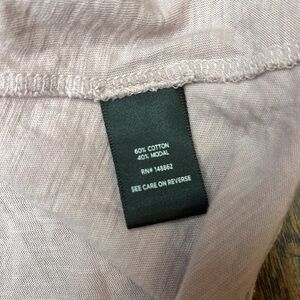 60% COTTON
40% MODAL
RN# 148862
SEE CARE ON REVERSE